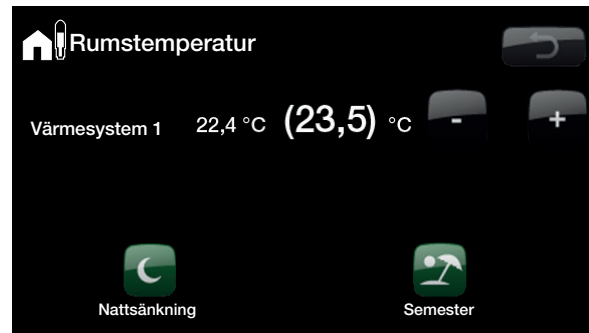 Rumstemperatur
Värmesystem 1 22,4 °C (23,5) °C - +
Nattsänkning Semester